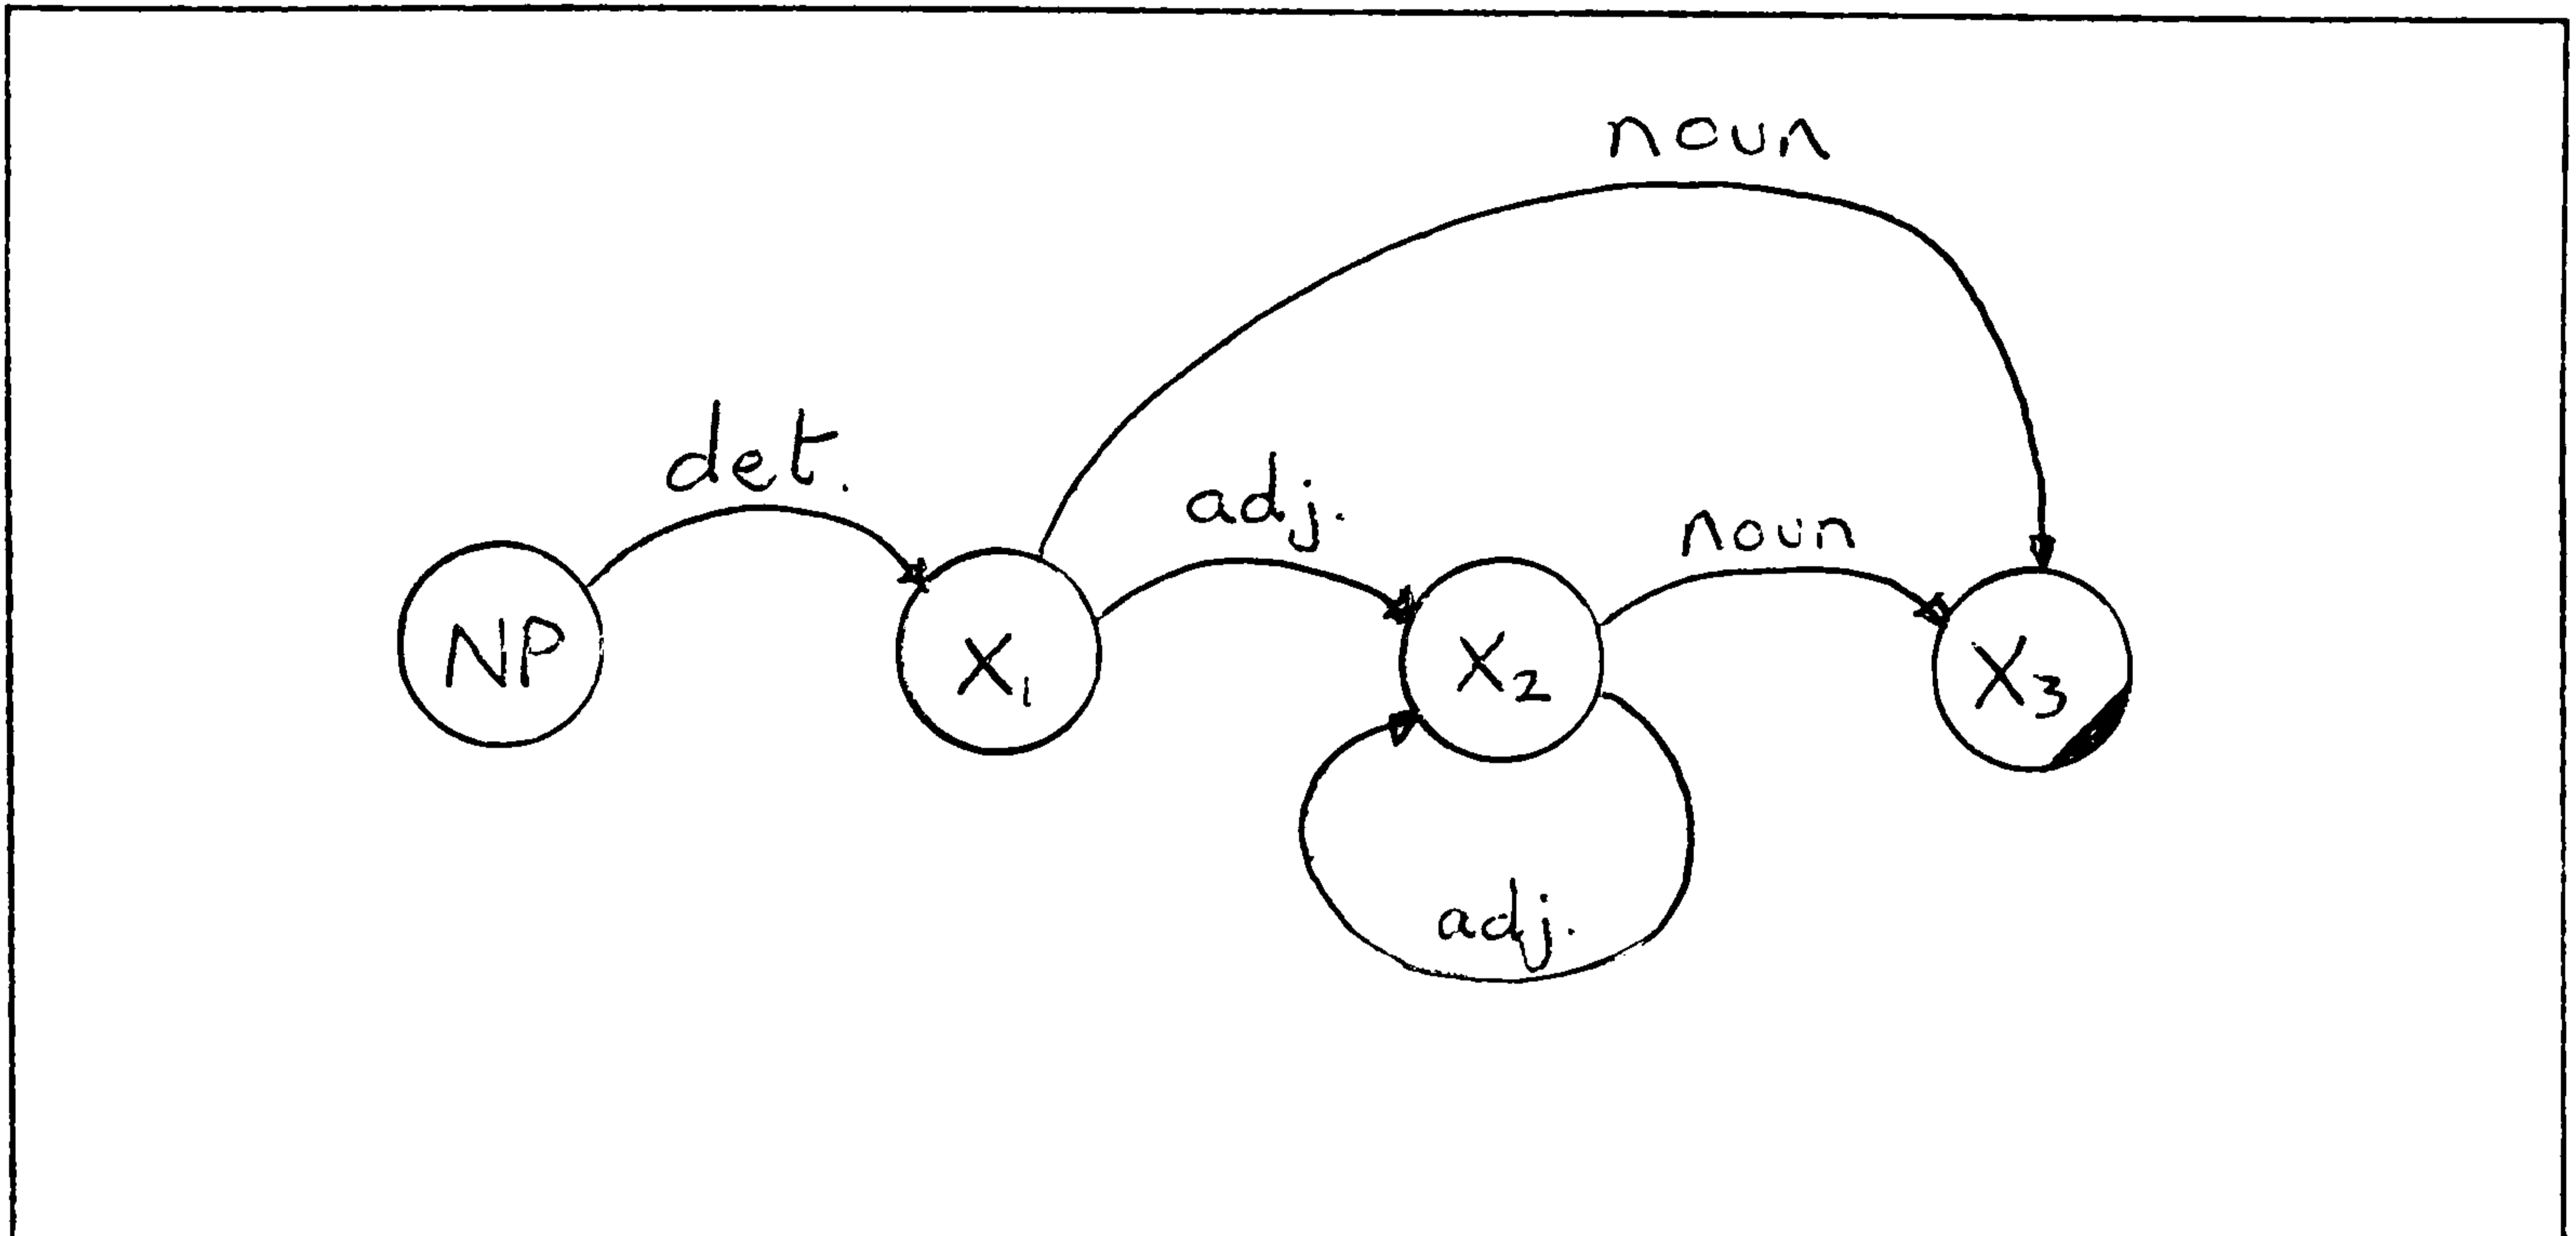 noun
det.
adj.
noun
NP
X₁
X₂
X₃
adj.